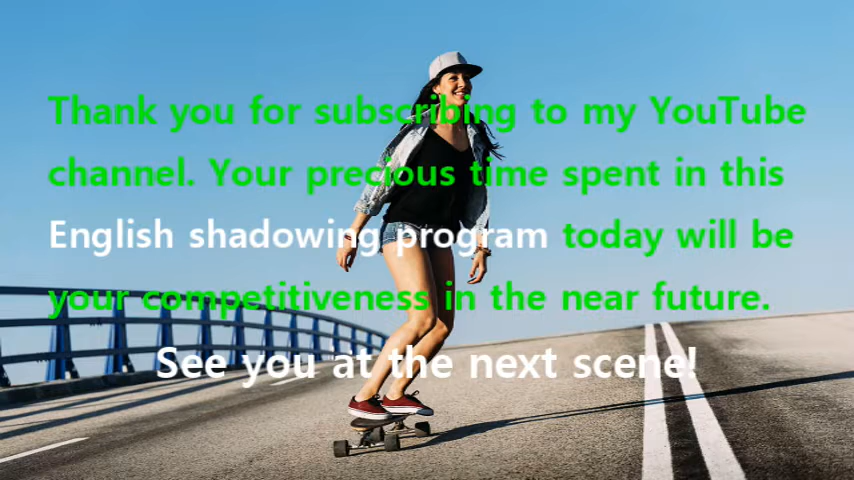 Thank you for subscribing to my YouTube
channel. Your precious time spent in this
English shadowing program today will be
your competitiveness in the near future.
See you at the next scene!